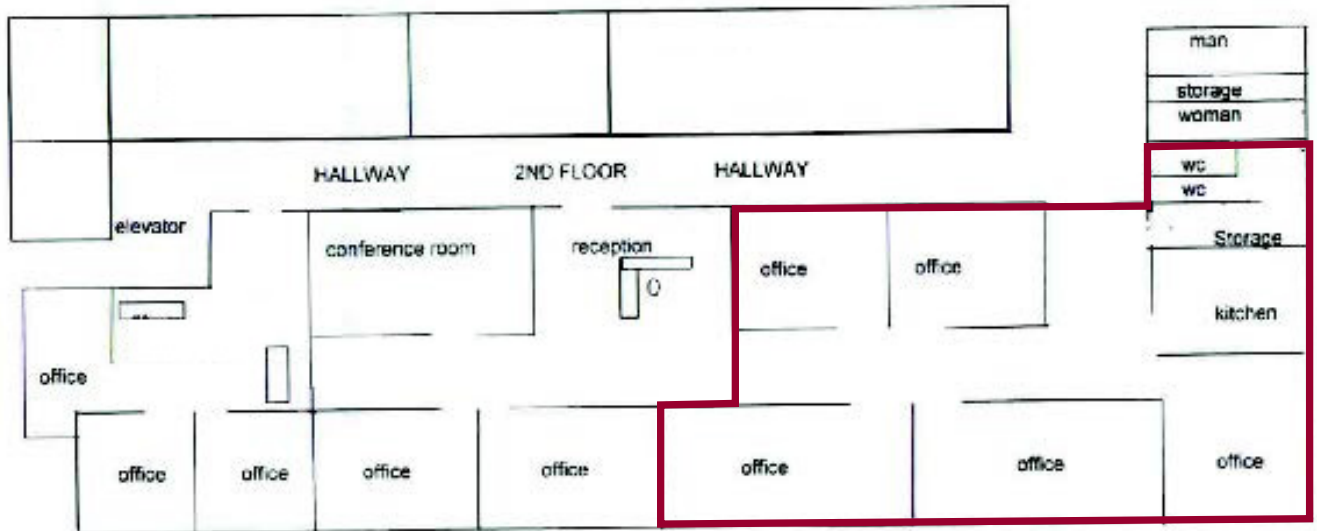 man
storage
woman
HALLWAY 2ND FLOOR HALLWAY
wc
wc
elevator
conference room
reception
Storage
office
office
kitchen
office
office
office
office
office
office
office
office